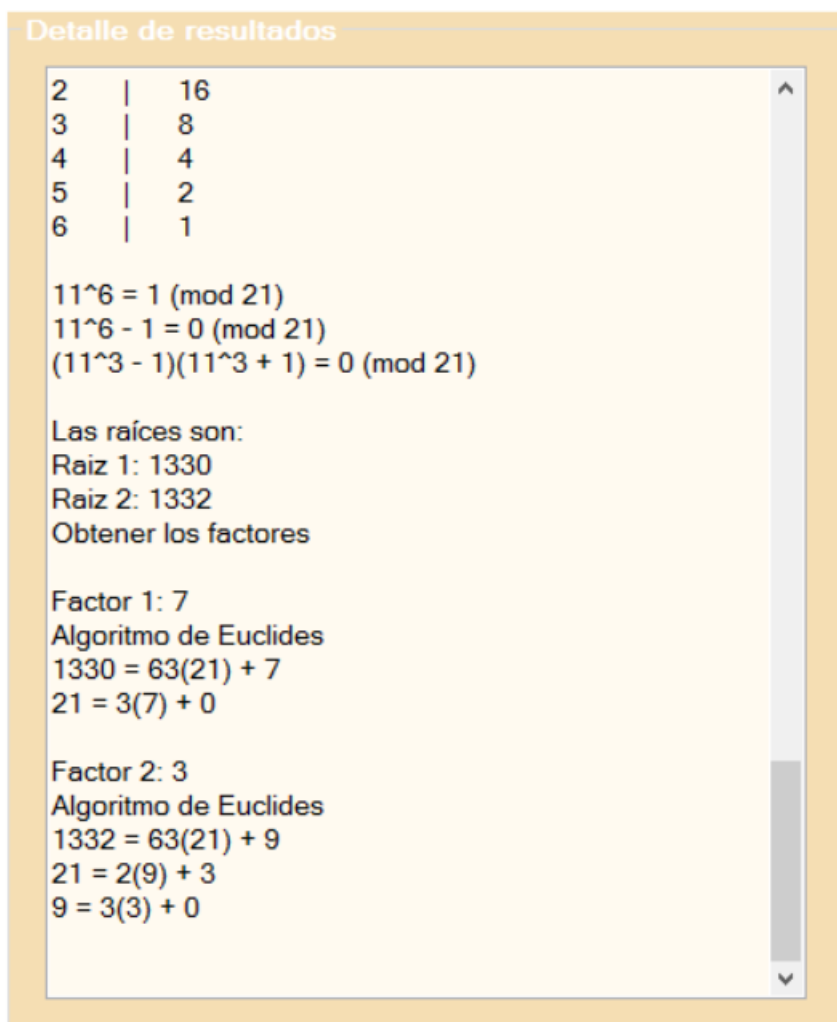 Detalle de resultados
2 | 16
3 | 8
4 | 4
5 | 2
6 | 1
11^6 = 1 (mod 21)
11^6 - 1 = 0 (mod 21)
(11^3 - 1)(11^3 + 1) = 0 (mod 21)
Las raíces son:
Raiz 1: 1330
Raiz 2: 1332
Obtener los factores
Factor 1: 7
Algoritmo de Euclides
1330 = 63(21) + 7
21 = 3(7) + 0
Factor 2: 3
Algoritmo de Euclides
1332 = 63(21) + 9
21 = 2(9) + 3
9 = 3(3) + 0